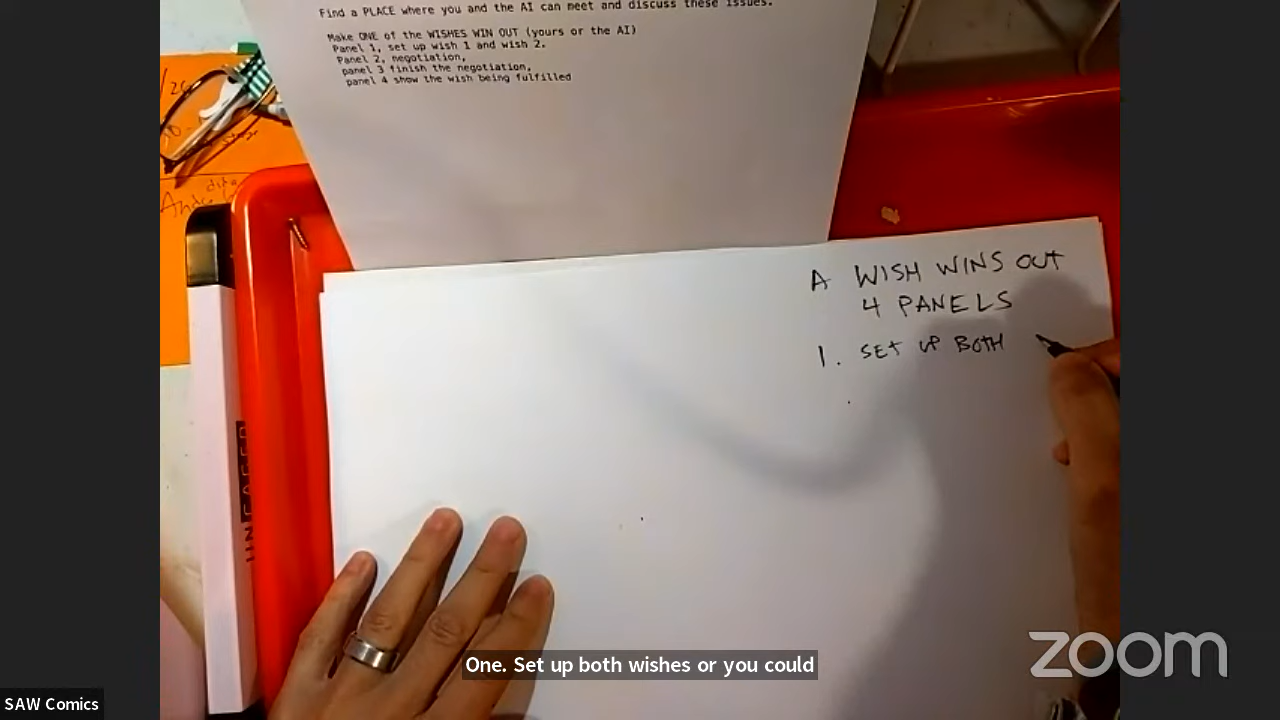 Find a PLACE where you and the AI can meet and discuss these issues.
Make ONE of the WISHES WIN OUT (yours or the AI)
Panel 1, set up wish 1 and wish 2.
Panel 2, negotiation,
panel 3 finish the negotiation,
panel 4 show the wish being fulfilled
A WISH WINS OUT
4 PANELS
1. SET UP BOTH
One. Set up both wishes or you could
zoom
SAW Comics